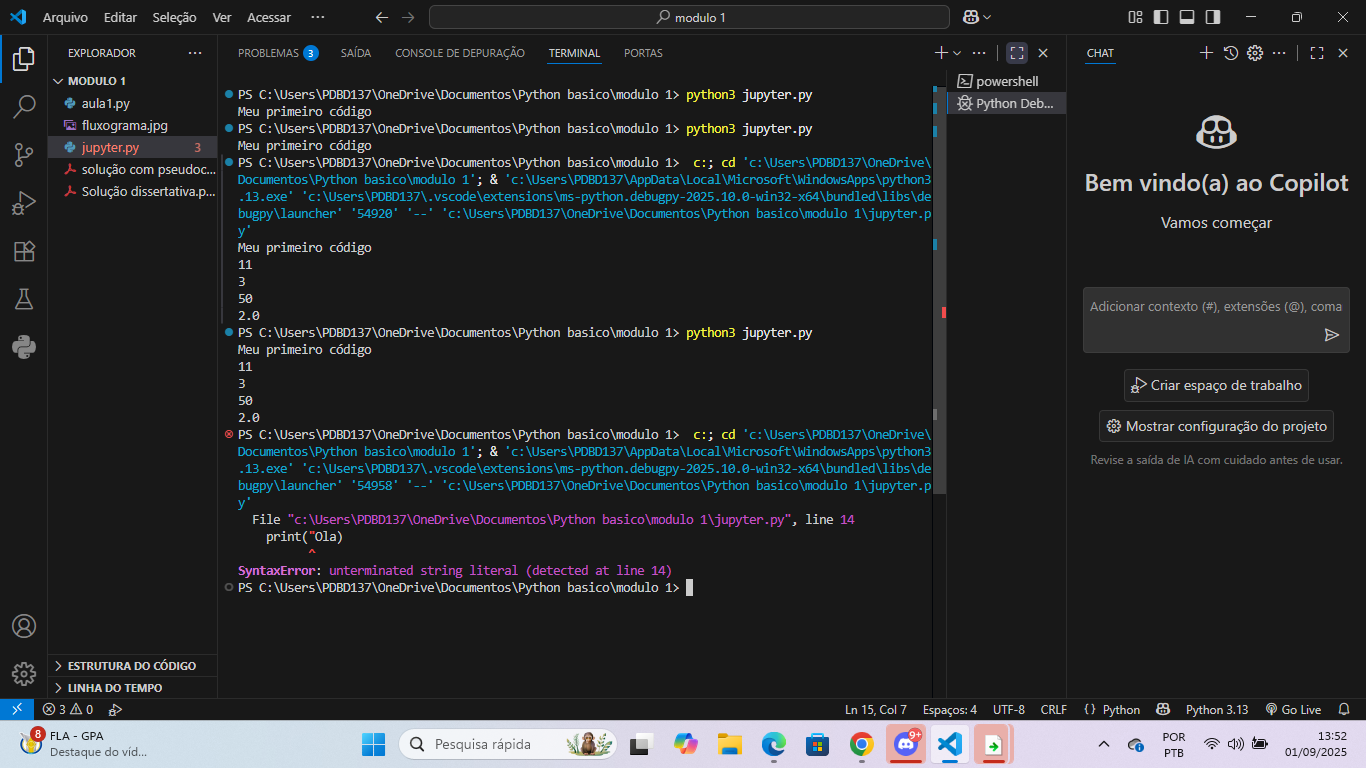 Arquivo Editar Seleção Ver Acessar ···
modulo 1
EXPLORADOR ···
PROBLEMAS 3 SAÍDA CONSOLE DE DEPURAÇÃO TERMINAL PORTAS
CHAT
MODULO 1
aula1.py
fluxograma.jpg
jupyter.py 3
solução com pseudoc...
Solução dissertativa.p...
PS C:\Users\PDBD137\OneDrive\Documentos\Python basico\modulo 1> python3 jupyter.py
Meu primeiro código
PS C:\Users\PDBD137\OneDrive\Documentos\Python basico\modulo 1> python3 jupyter.py
Meu primeiro código
PS C:\Users\PDBD137\OneDrive\Documentos\Python basico\modulo 1>  c:; cd 'c:\Users\PDBD137\OneDrive\
Documentos\Python basico\modulo 1'; & 'c:\Users\PDBD137\AppData\Local\Microsoft\WindowsApps\python3
.13.exe' 'c:\Users\PDBD137\.vscode\extensions\ms-python.debugpy-2025.10.0-win32-x64\bundled\libs\de
bugpy\launcher' '54920' '--' 'c:\Users\PDBD137\OneDrive\Documentos\Python basico\modulo 1\jupyter.p
y'
Meu primeiro código
11
3
50
2.0
PS C:\Users\PDBD137\OneDrive\Documentos\Python basico\modulo 1> python3 jupyter.py
Meu primeiro código
11
3
50
2.0
PS C:\Users\PDBD137\OneDrive\Documentos\Python basico\modulo 1>  c:; cd 'c:\Users\PDBD137\OneDrive\
Documentos\Python basico\modulo 1'; & 'c:\Users\PDBD137\AppData\Local\Microsoft\WindowsApps\python3
.13.exe' 'c:\Users\PDBD137\.vscode\extensions\ms-python.debugpy-2025.10.0-win32-x64\bundled\libs\de
bugpy\launcher' '54958' '--' 'c:\Users\PDBD137\OneDrive\Documentos\Python basico\modulo 1\jupyter.p
y'
File "c:\Users\PDBD137\OneDrive\Documentos\Python basico\modulo 1\jupyter.py", line 14
print("Ola)
^
SyntaxError: unterminated string literal (detected at line 14)
PS C:\Users\PDBD137\OneDrive\Documentos\Python basico\modulo 1>
powershell
Python Deb...
Bem vindo(a) ao Copilot
Vamos começar
Adicionar contexto (#), extensões (@), coma
Criar espaço de trabalho
Mostrar configuração do projeto
Revise a saída de IA com cuidado antes de usar.
ESTRUTURA DO CÓDIGO
LINHA DO TEMPO
3 0
Ln 15, Col 7 Espaços: 4 UTF-8 CRLF {} Python Python 3.13 Go Live
8 FLA - GPA
Destaque do víd...
Pesquisa rápida
9+
POR
PTB
13:52
01/09/2025